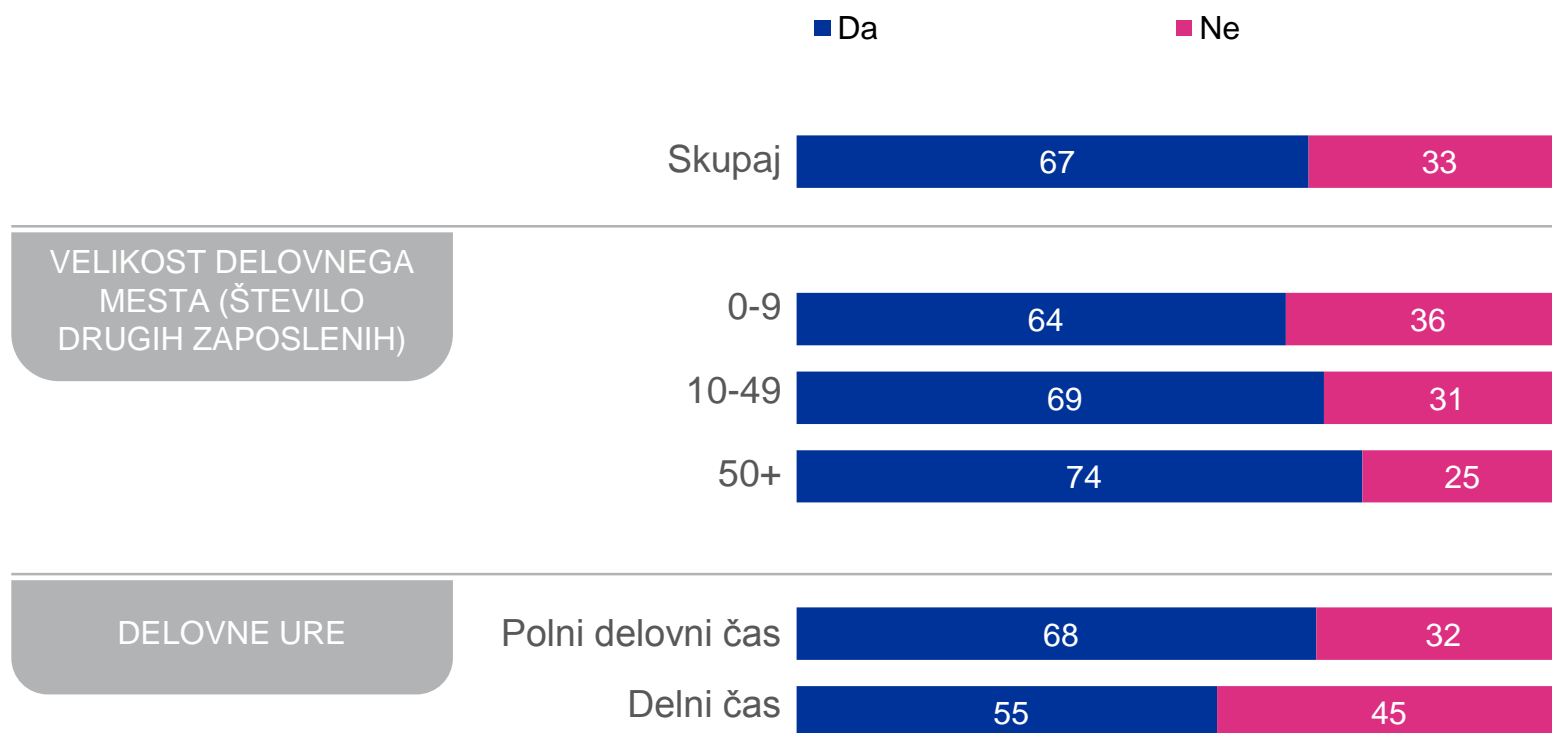 Da Ne
Skupaj 67 33
VELIKOST DELOVNEGA
MESTA (ŠTEVILO
DRUGIH ZAPOSLENIH)
0-9 64 36
10-49 69 31
50+ 74 25
DELOVNE URE
Polni delovni čas 68 32
Delni čas 55 45